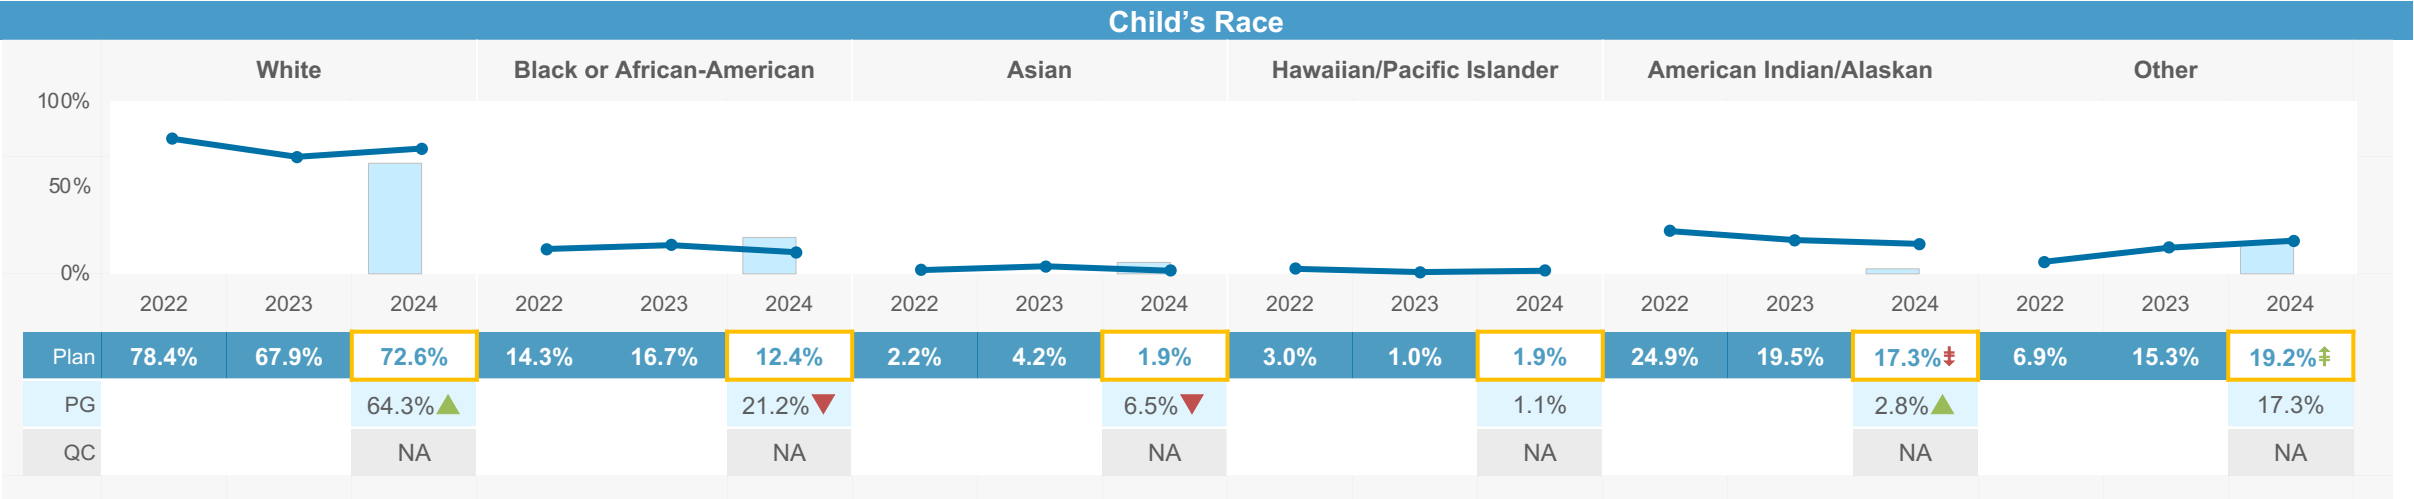 Child’s Race
White Black or African-American Asian Hawaiian/Pacific Islander American Indian/Alaskan Other
100%
50%
0%
2022 2023 2024 2022 2023 2024 2022 2023 2024 2022 2023 2024 2022 2023 2024 2022 2023 2024
Plan 78.4% 67.9% 72.6% 14.3% 16.7% 12.4% 2.2% 4.2% 1.9% 3.0% 1.0% 1.9% 24.9% 19.5% 17.3%⯯ 6.9% 15.3% 19.2%⯭
PG 64.3%▲ 21.2%▼ 6.5%▼ 1.1% 2.8%▲ 17.3%
QC NA NA NA NA NA NA